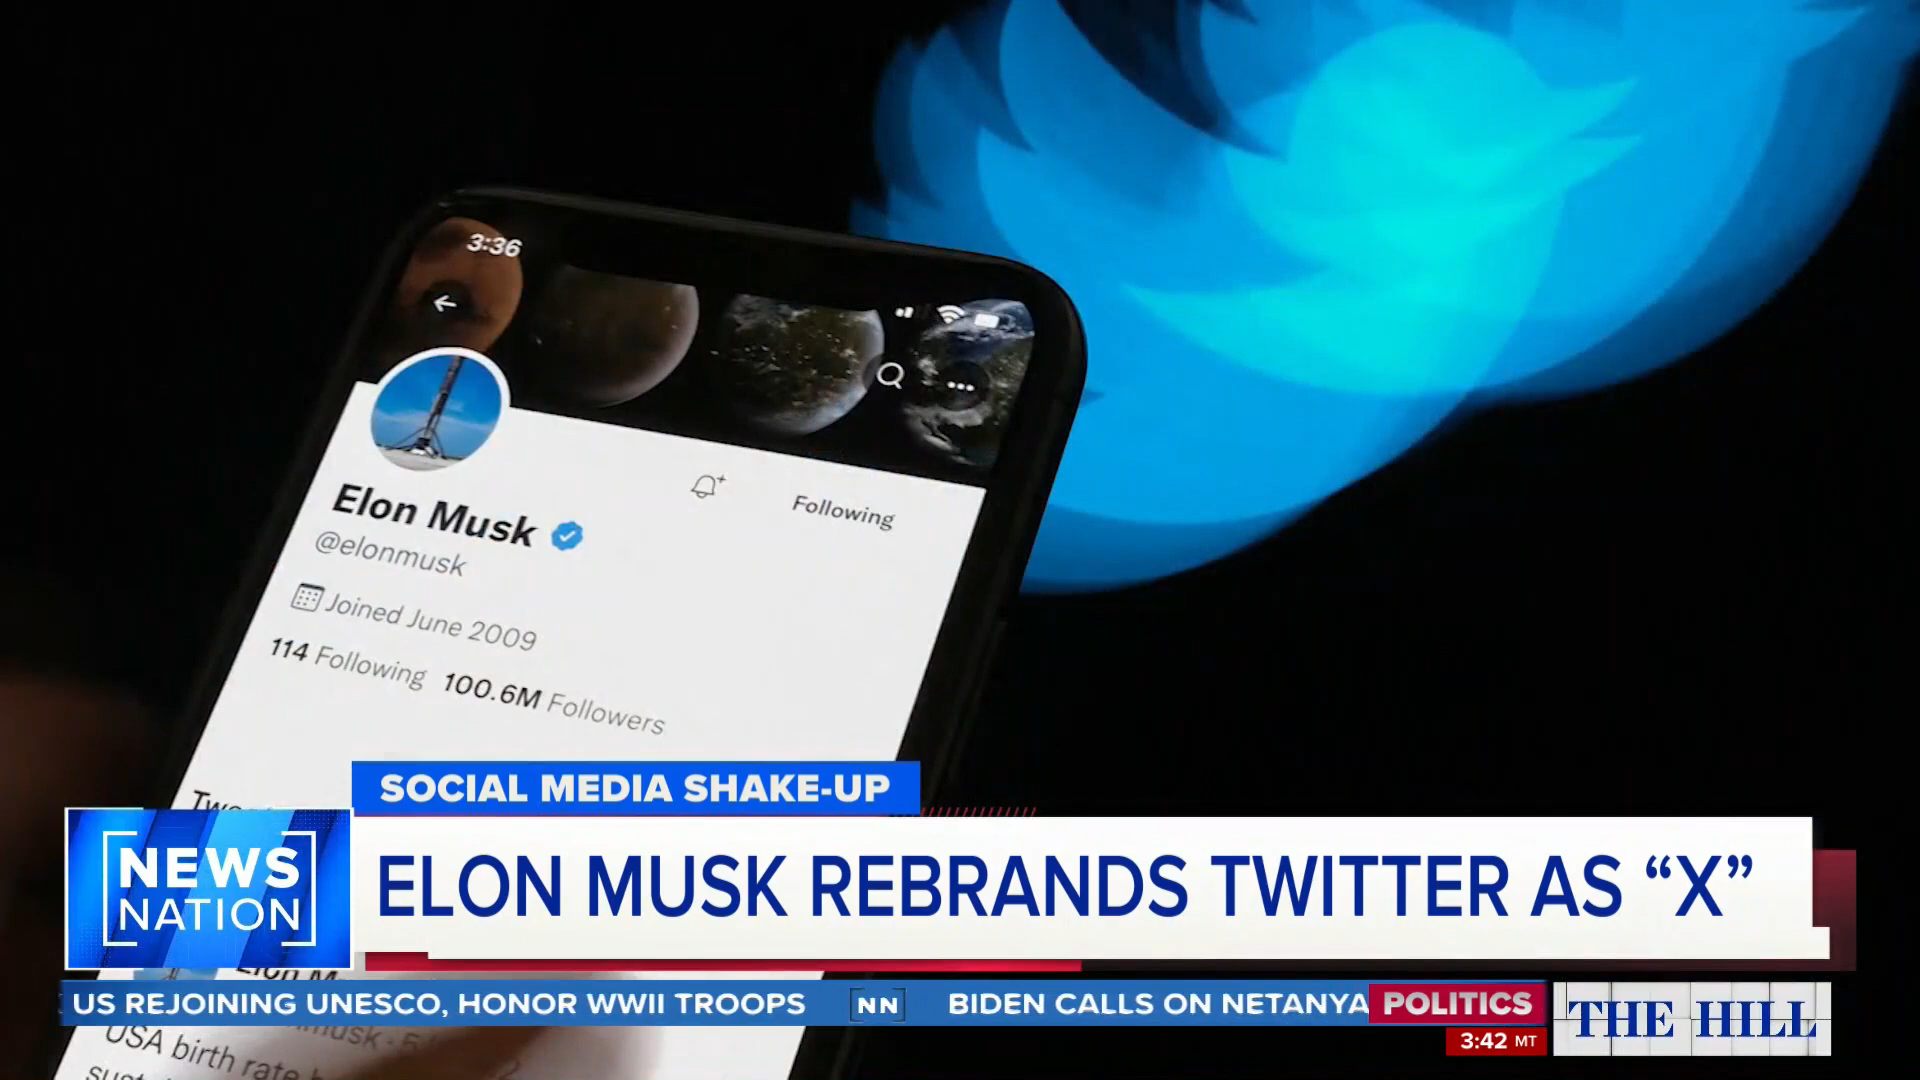 3:36
Following
Elon Musk
@elonmusk
Joined June 2009
114 Following 100.6M Followers
SOCIAL MEDIA SHAKE-UP
NEWS
NATION
ELON MUSK REBRANDS TWITTER AS “X”
US REJOINING UNESCO, HONOR WWII TROOPS NN BIDEN CALLS ON NETANYA
POLITICS
THE HILL
3:42 MT
USA birth rate